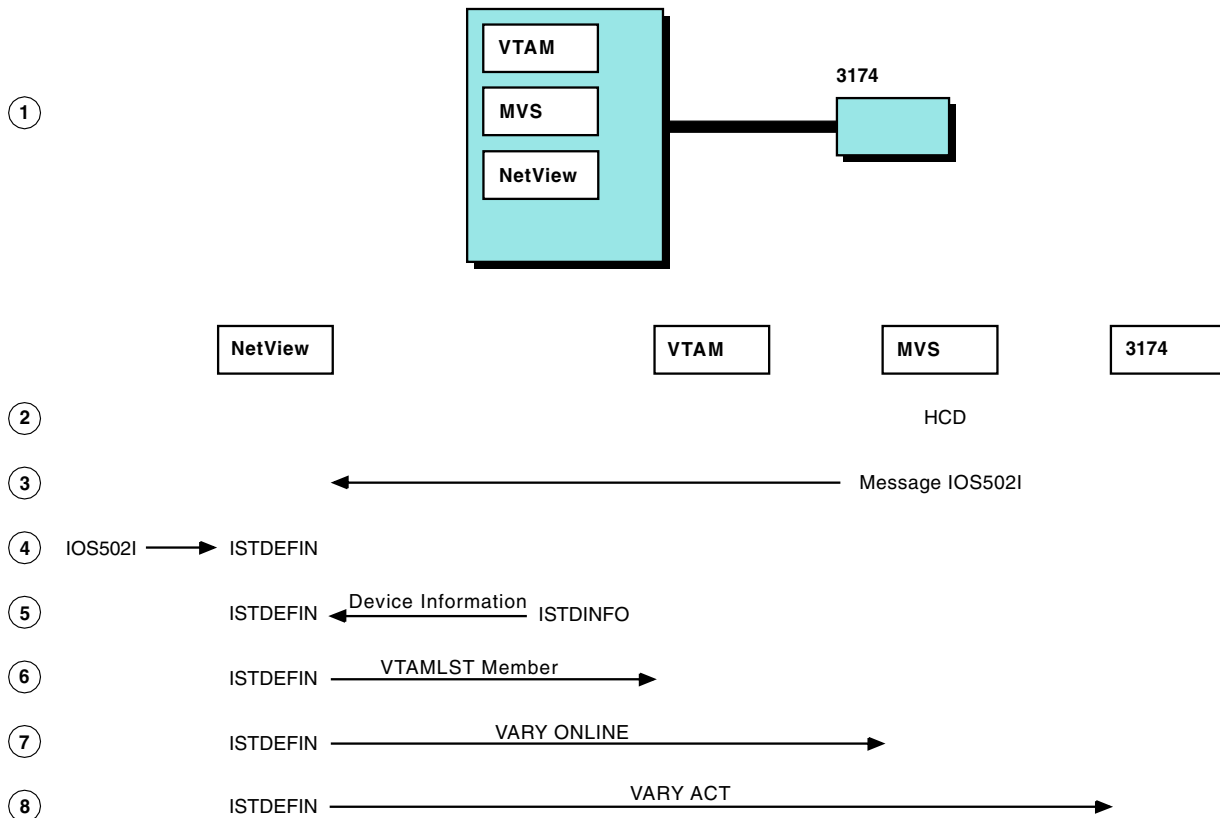 VTAM
3174
1
MVS
NetView
NetView VTAM MVS 3174
2 HCD
3 Message IOS502I
4 IOS502I ISTDEFIN
5 ISTDEFIN Device Information ISTDINFO
6 ISTDEFIN VTAMLST Member
7 ISTDEFIN VARY ONLINE
8 ISTDEFIN VARY ACT